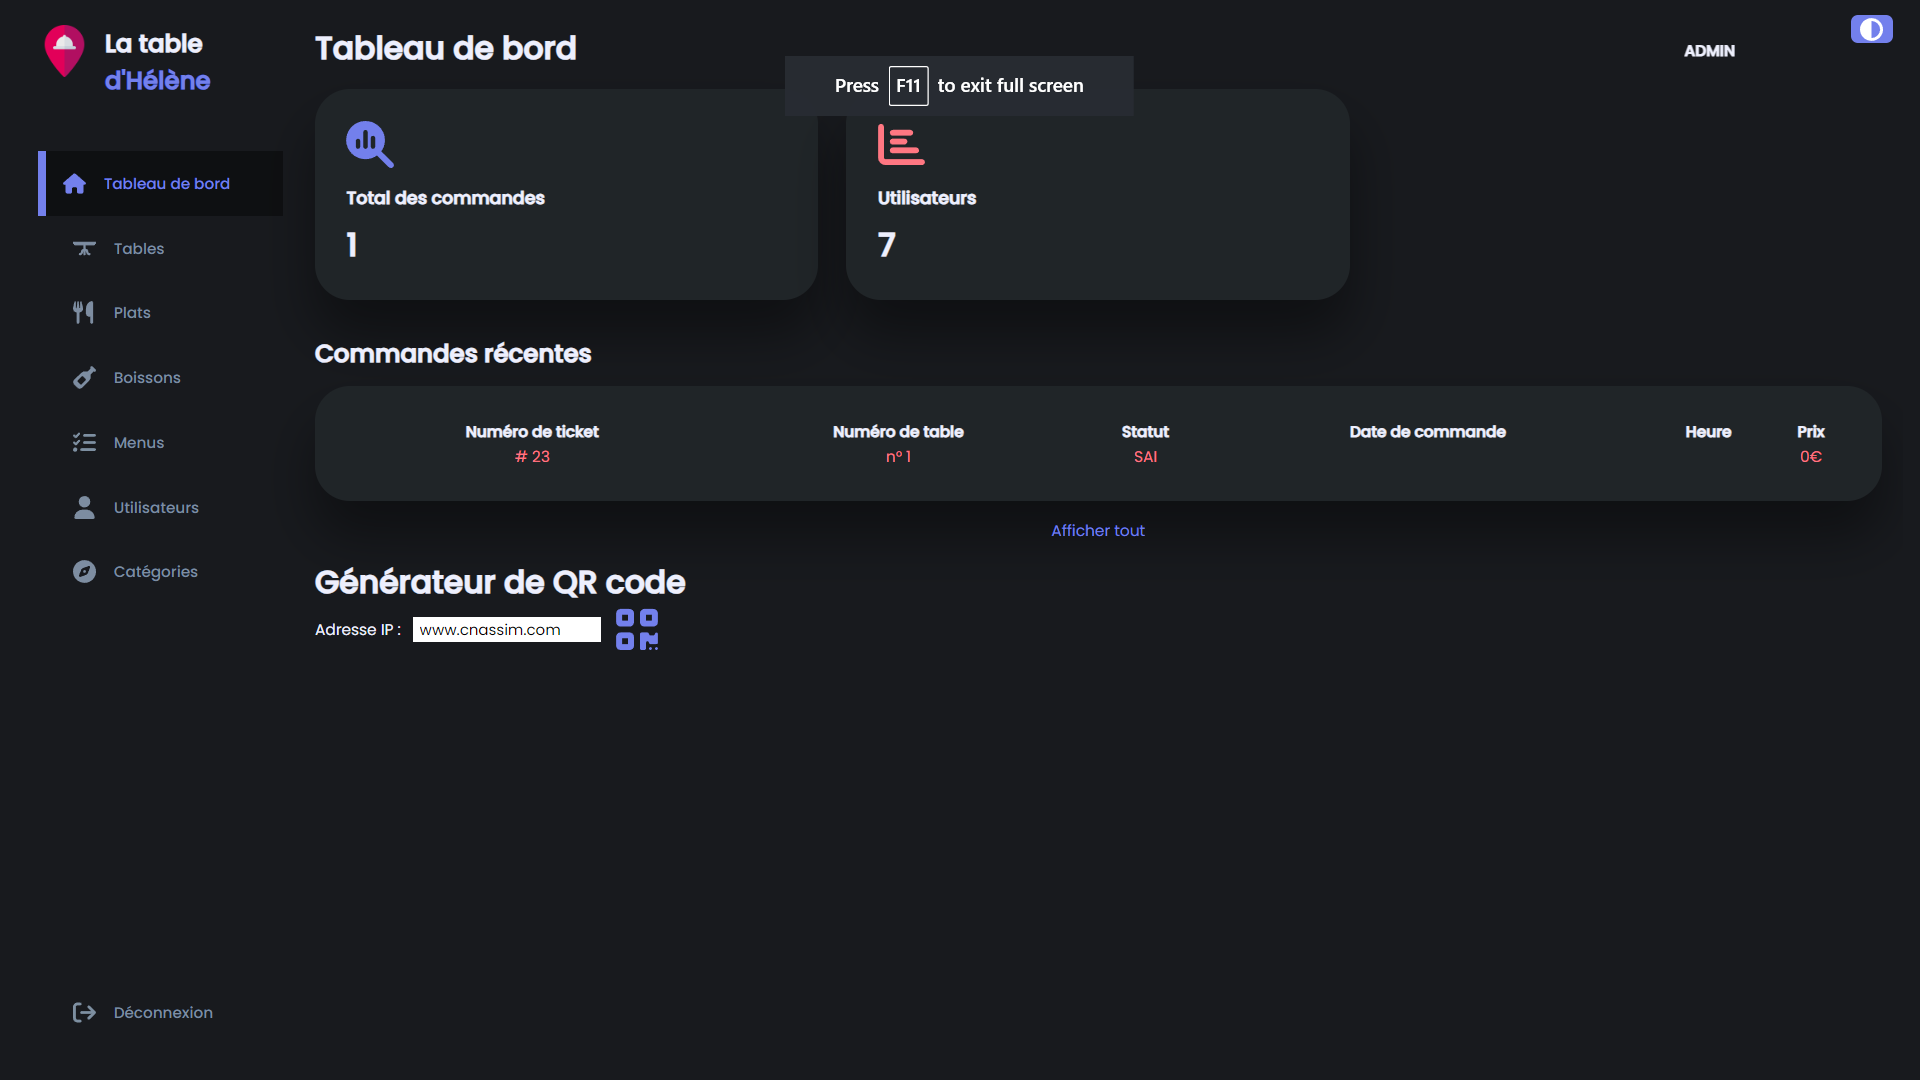 La table
d'Hélène
Tableau de bord
Tables
Plats
Boissons
Menus
Utilisateurs
Catégories
Déconnexion
Tableau de bord
ADMIN
Press F11 to exit full screen
Total des commandes
1
Utilisateurs
7
Commandes récentes
Numéro de ticket Numéro de table Statut Date de commande Heure Prix
# 23 n° 1 SAI 0€
Afficher tout
Générateur de QR code
Adresse IP : www.cnassim.com